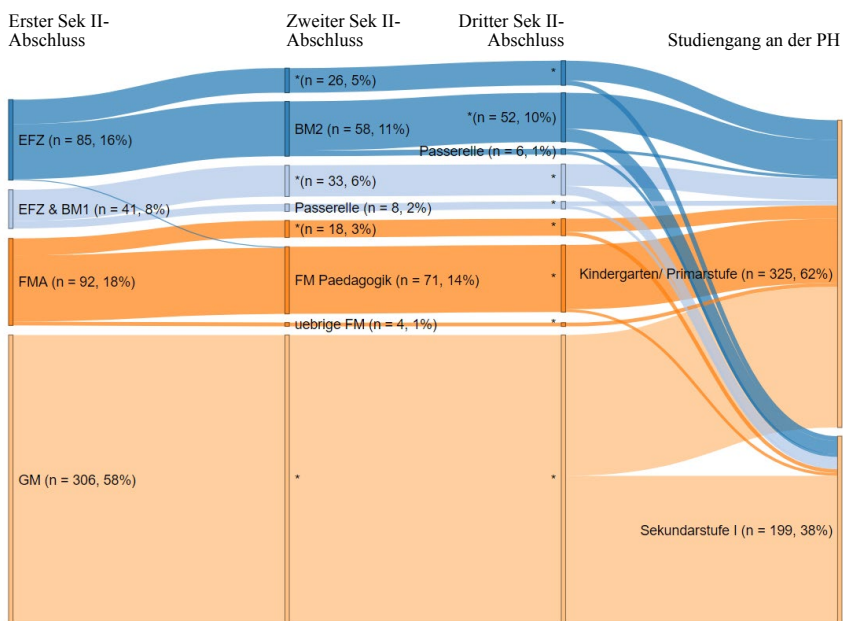 Erster Sek II-
Abschluss
Zweiter Sek II-
Abschluss
Dritter Sek II-
Abschluss
Studiengang an der PH
*(n = 26, 5%)
*
EFZ (n = 85, 16%)
BM2 (n = 58, 11%)
*(n = 52, 10%)
Passerelle (n = 6, 1%)
*(n = 33, 6%)
*
EFZ & BM1 (n = 41, 8%)
Passerelle (n = 8, 2%)
*
*(n = 18, 3%)
*
FMA (n = 92, 18%)
FM Paedagogik (n = 71, 14%)
*
Kindergarten/ Primarstufe (n = 325, 62%)
uebrige FM (n = 4, 1%)
*
GM (n = 306, 58%)
*
*
Sekundarstufe I (n = 199, 38%)